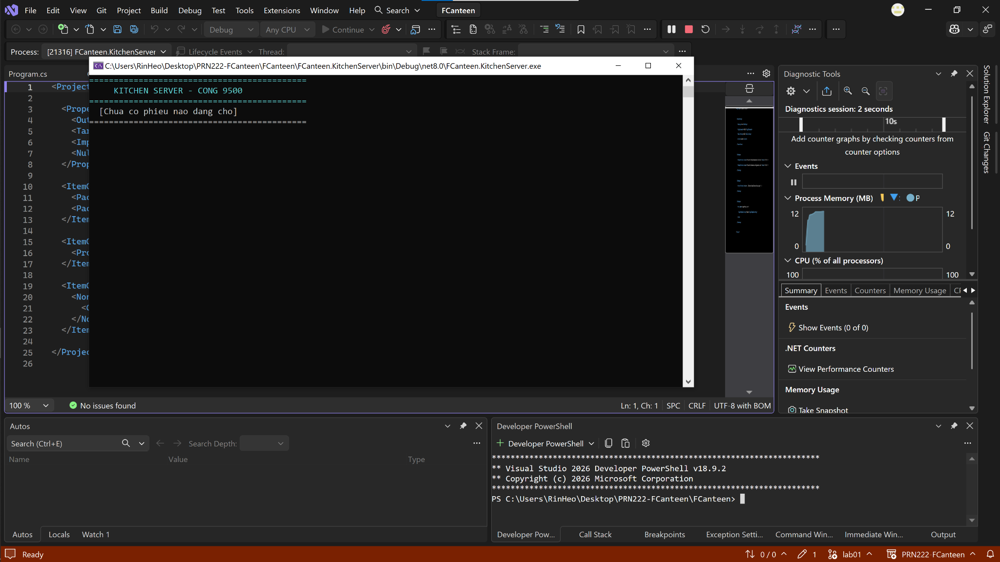 File Edit View Git Project Build Debug Test Tools Extensions Window Help Search FCanteen
Debug Any CPU Continue
Process: [21316] FCanteen.KitchenServer Lifecycle Events Thread: Stack Frame:
C:\Users\RinHeo\Desktop\PRN222-FCanteen\FCanteen\FCanteen.KitchenServer\bin\Debug\net8.0\FCanteen.KitchenServer.exe
============================================
KITCHEN SERVER - CONG 9500
============================================
[Chua co phieu nao dang cho]
============================================
Program.cs
1 <Project
2
3 <Prope
4 <Out
5 <Tar
6 <Imp
7 <Nul
8 </Prop
9
10 <ItemG
11 <Pac
12 <Pac
13 </Item
14
15 <ItemG
16 <Pro
17 </Item
18
19 <ItemG
20 <Non
21 <C
22 </No
23 </Item
24
25 </Projec
26
100 % No issues found Ln: 1, Ch: 1 SPC CRLF UTF-8 with BOM
Diagnostic Tools
Diagnostics session: 2 seconds
10s
Add counter graphs by checking counters from
counter options
Events
Process Memory (MB) P
12 12
0 0
CPU (% of all processors)
100 100
Summary Events Counters Memory Usage CP
Events
Show Events (0 of 0)
.NET Counters
View Performance Counters
Memory Usage
Take Snapshot
Solution Explorer
Git Changes
Autos
Search (Ctrl+E) Search Depth:
Name Value Type
Autos Locals Watch 1
Developer PowerShell
Developer PowerShell
**********************************************************************
** Visual Studio 2026 Developer PowerShell v18.9.2
** Copyright (c) 2026 Microsoft Corporation
**********************************************************************
PS C:\Users\RinHeo\Desktop\PRN222-FCanteen\FCanteen>
Developer Pow... Call Stack Breakpoints Exception Setti... Command Win... Immediate Win... Output
Ready 0 / 0 1 lab01 PRN222-FCanteen